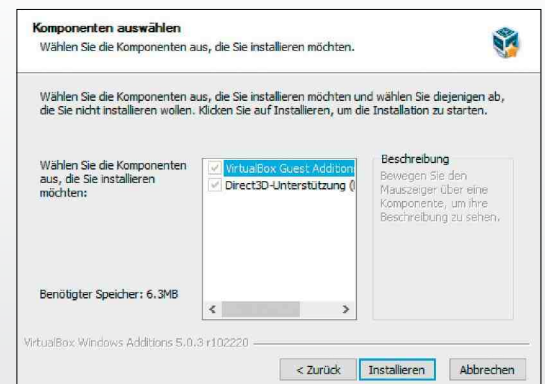 Komponenten auswählen
Wählen Sie die Komponenten aus, die Sie installieren möchten.
Wählen Sie die Komponenten aus, die Sie installieren möchten und wählen Sie diejenigen ab,
die Sie nicht installieren wollen. Klicken Sie auf Installieren, um die Installation zu starten.
Wählen Sie die Komponenten
aus, die Sie installieren
möchten:
VirtualBox Guest Addition
Direct3D-Unterstützung (
Beschreibung
Bewegen Sie den
Mauszeiger über eine
Komponente, um ihre
Beschreibung zu sehen.
Benötigter Speicher: 6.3MB
VirtualBox Windows Additions 5.0.3 r102220
< Zurück
Installieren
Abbrechen